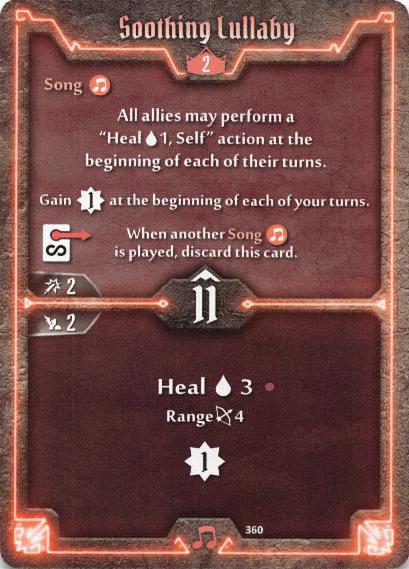 Soothing Lullaby
2
Song
All allies may perform a
“Heal 1, Self” action at the
beginning of each of their turns.
Gain 1 at the beginning of each of your turns.
When another Song
is played, discard this card.
2
11
2
Heal 3
Range 4
1
360